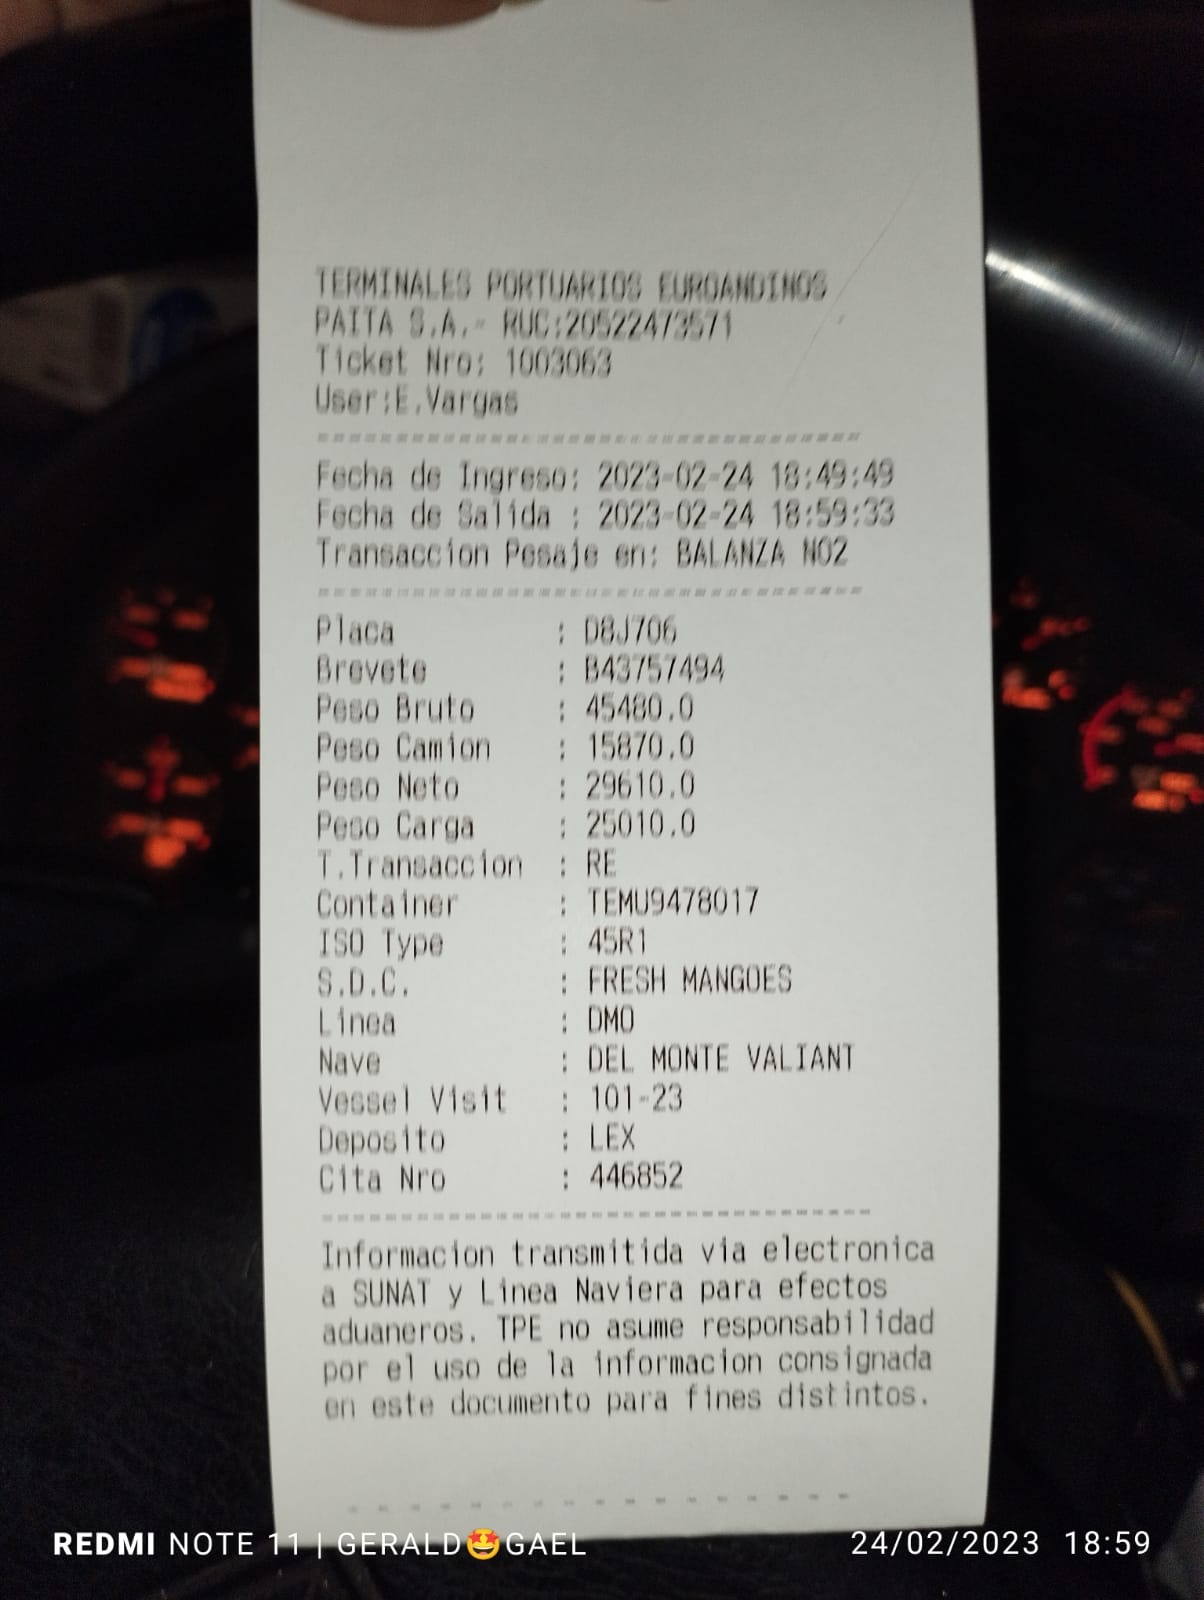 TERMINALES PORTUARIOS EUROANDINOS
PAITA S.A.- RUC:20522473571
Ticket Nro: 1003063
User:E.Vargas
-----------------------------------
Fecha de Ingreso: 2023-02-24 18:49:49
Fecha de Salida : 2023-02-24 18:59:33
Transaccion Pesaje en: BALANZA NO2
-----------------------------------
Placa : D8J706
Brevete : B43757494
Peso Bruto : 45480.0
Peso Camion : 15870.0
Peso Neto : 29610.0
Peso Carga : 25010.0
T.Transaccion : RE
Container : TEMU9478017
ISO Type : 45R1
S.D.C. : FRESH MANGOES
Linea : DMO
Nave : DEL MONTE VALIANT
Vessel Visit : 101-23
Deposito : LEX
Cita Nro : 446852
-----------------------------------
Informacion transmitida via electronica
a SUNAT y Linea Naviera para efectos
aduaneros. TPE no asume responsabilidad
por el uso de la informacion consignada
en este documento para fines distintos.
REDMI NOTE 11 | GERALD🤩GAEL
24/02/2023 18:59